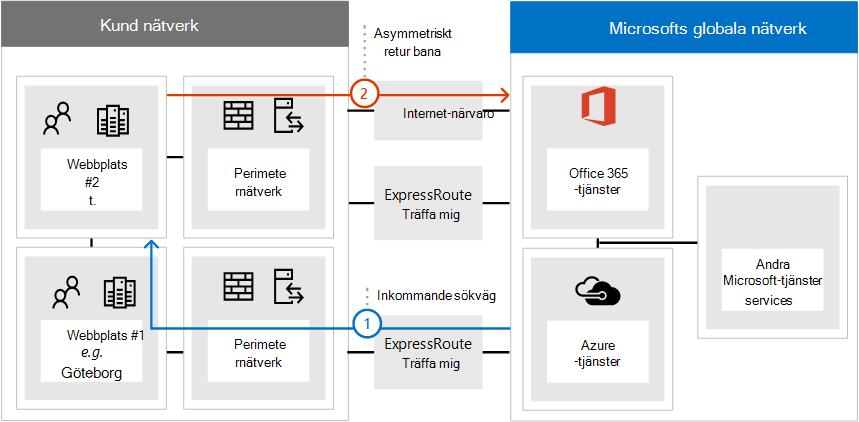 Kund nätverk
Asymmetriskt
retur bana
Microsofts globala nätverk
2
Webbplats
#2
t.
Perimete
rnätverk
Internet-närvaro
ExpressRoute
Träffa mig
Office 365
-tjänster
Andra
Microsoft-tjänster
services
Inkommande sökväg
1
Webbplats #1
e.g.
Göteborg
Perimete
rnätverk
ExpressRoute
Träffa mig
Azure
-tjänster